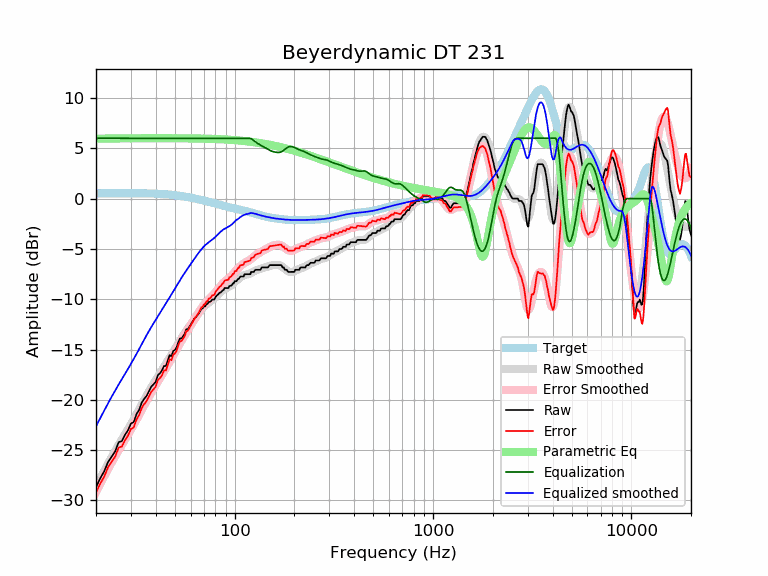 Beyerdynamic DT 231
Amplitude (dBr)
10
5
0
−5
−10
−15
−20
−25
−30
Target
Raw Smoothed
Error Smoothed
Raw
Error
Parametric Eq
Equalization
Equalized smoothed
100 1000 10000
Frequency (Hz)